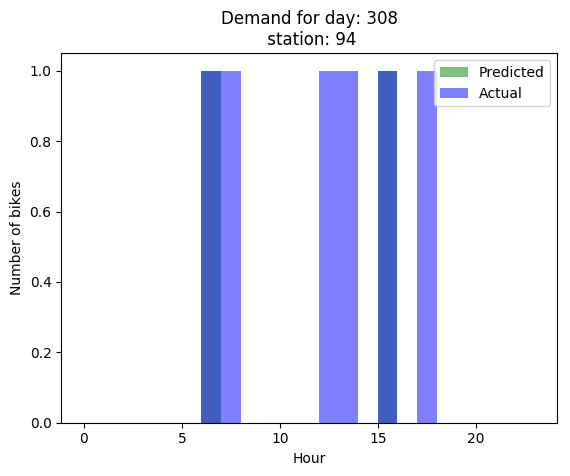 Demand for day: 308
station: 94
Predicted
Actual
1.0
0.8
0.6
0.4
0.2
0.0
Number of bikes
0 5 10 15 20
Hour